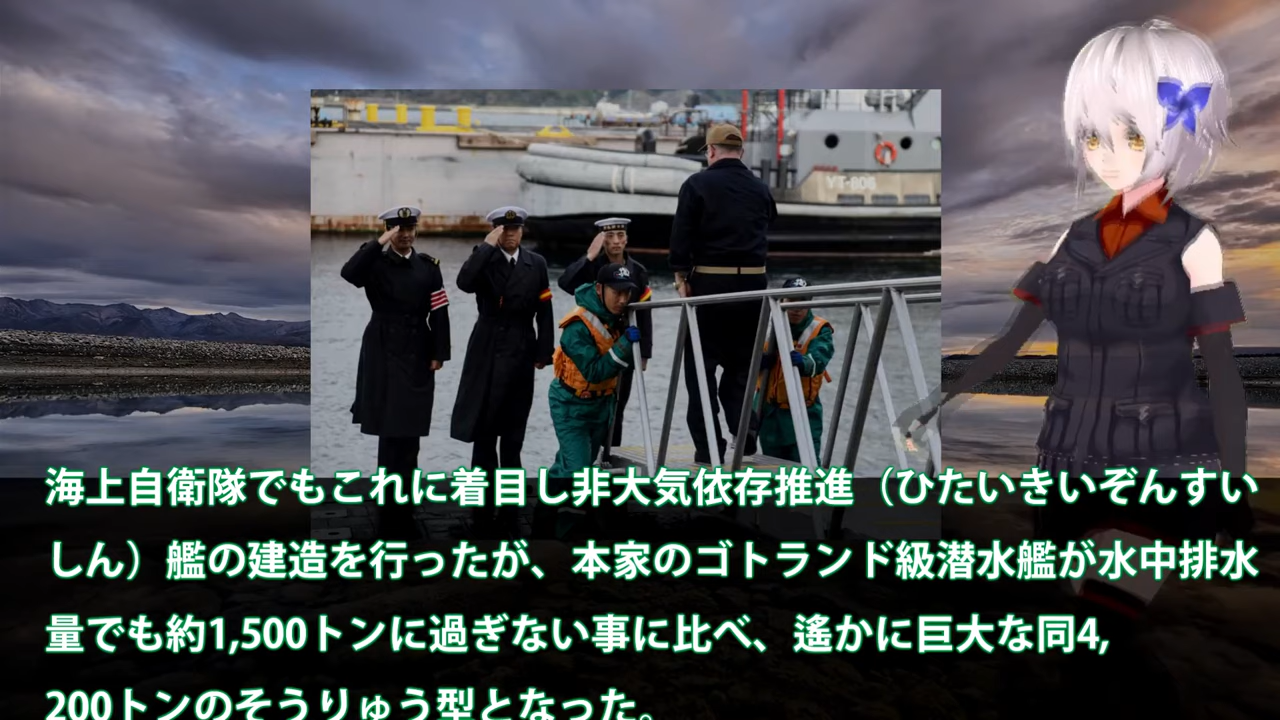 YT-806
海上自衛隊でもこれに着目し非大気依存推進（ひたいきいぞんすい
しん）艦の建造を行ったが、本家のゴトランド級潜水艦が水中排水
量でも約1,500トンに過ぎない事に比べ、遙かに巨大な同4,
200トンのそうりゅう型となった。